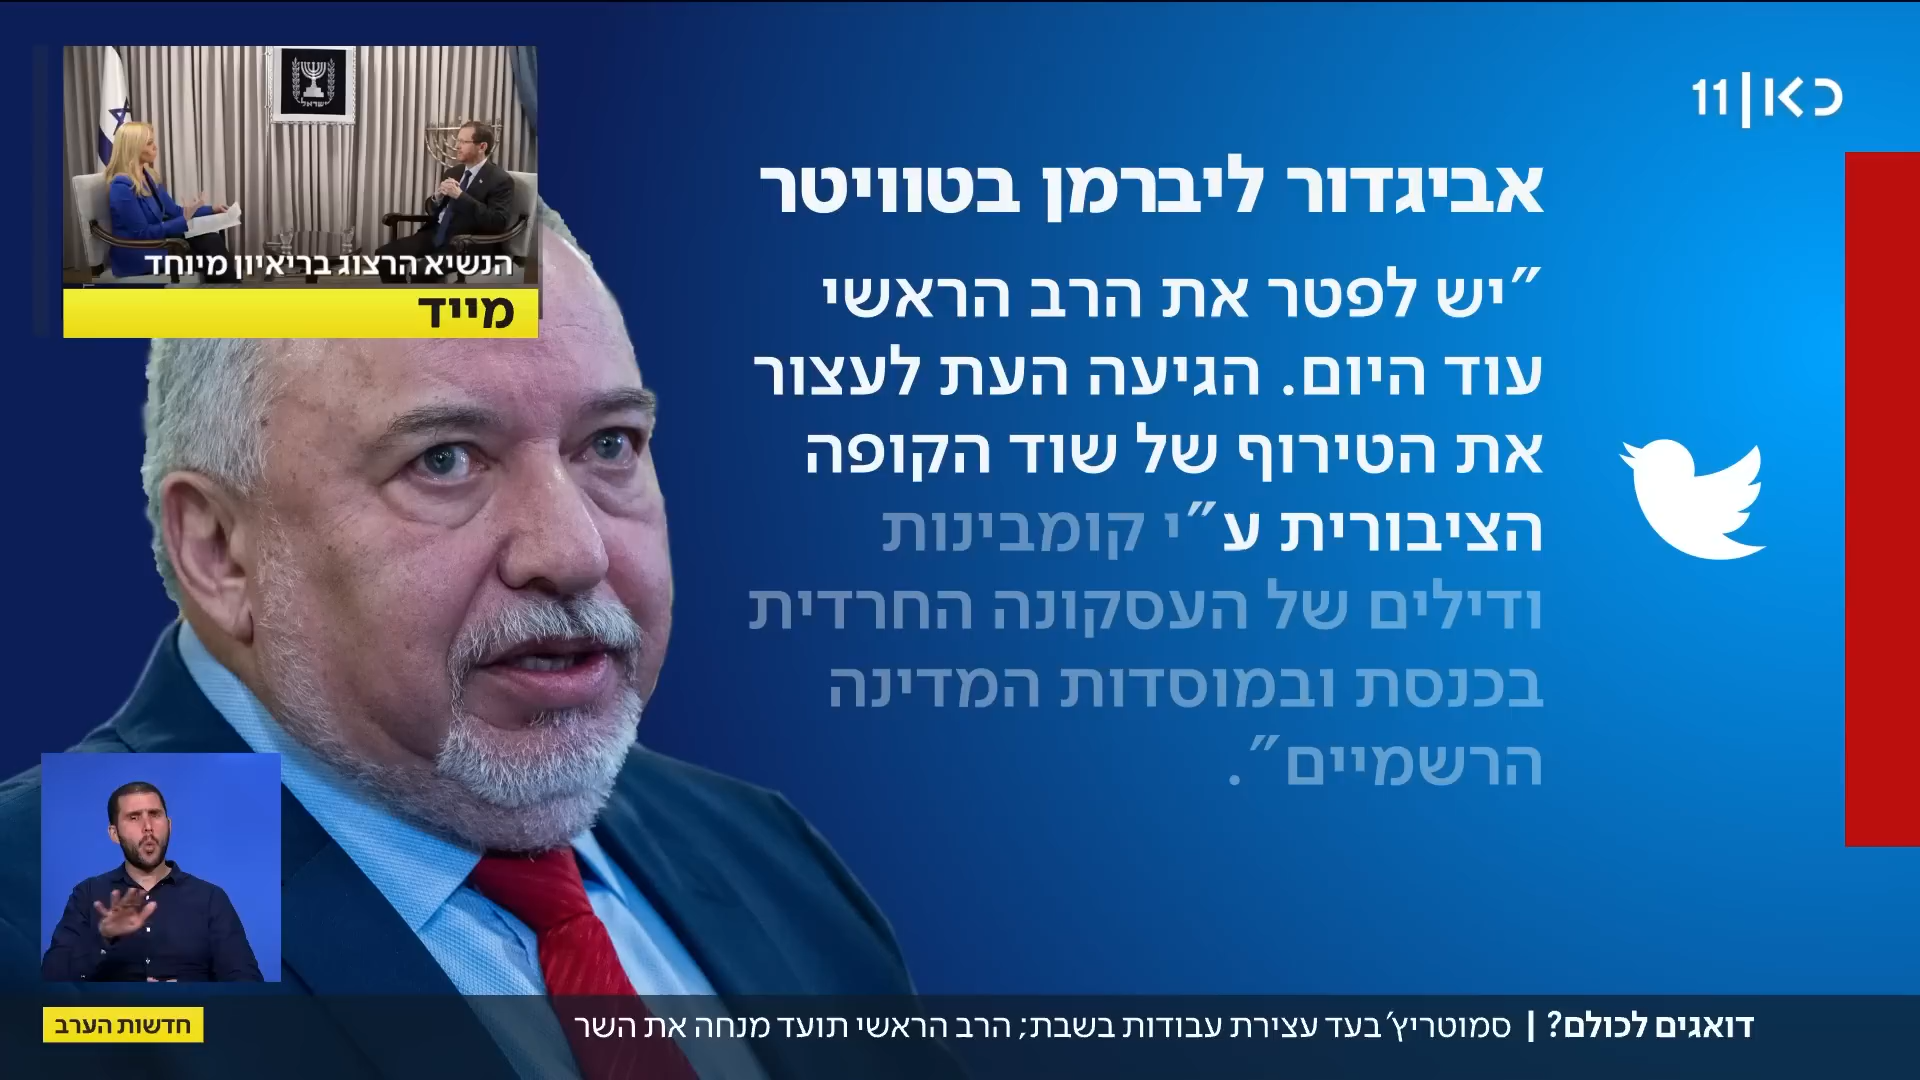 כאן 11
הנשיא הרצוג בריאיון מיוחד
מייד
אביגדור ליברמן בטוויטר
"יש לפטר את הרב הראשי
עוד היום. הגיעה העת לעצור
את הטירוף של שוד הקופה
הציבורית ע"י קומבינות
ודילים של העסקונה החרדית
בכנסת ובמוסדות המדינה
הרשמיים".
דואגים לכולם? | סמוטריץ' בעד עצירת עבודות בשבת; הרב הראשי תועד מנחה את השר
חדשות הערב
ישראל